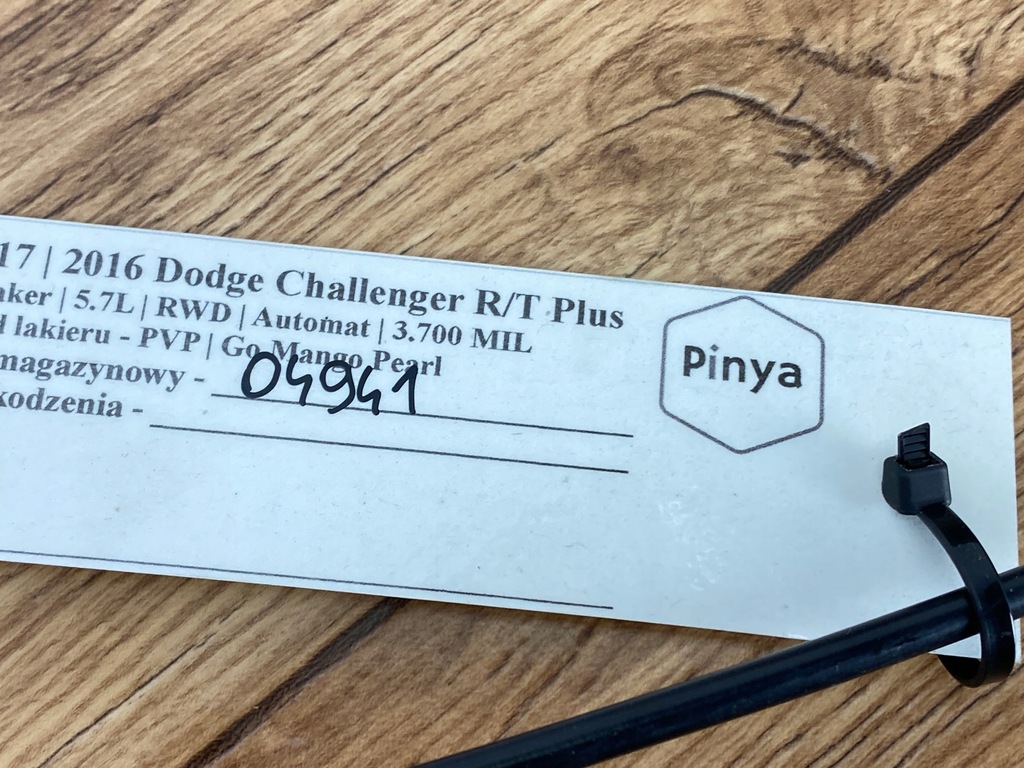 17 | 2016 Dodge Challenger R/T Plus
aker | 5.7L | RWD | Automat | 3.700 MIL
d lakieru - PVP | Go Mango Pearl
magazynowy - 04941
kodzenia -
Pinya